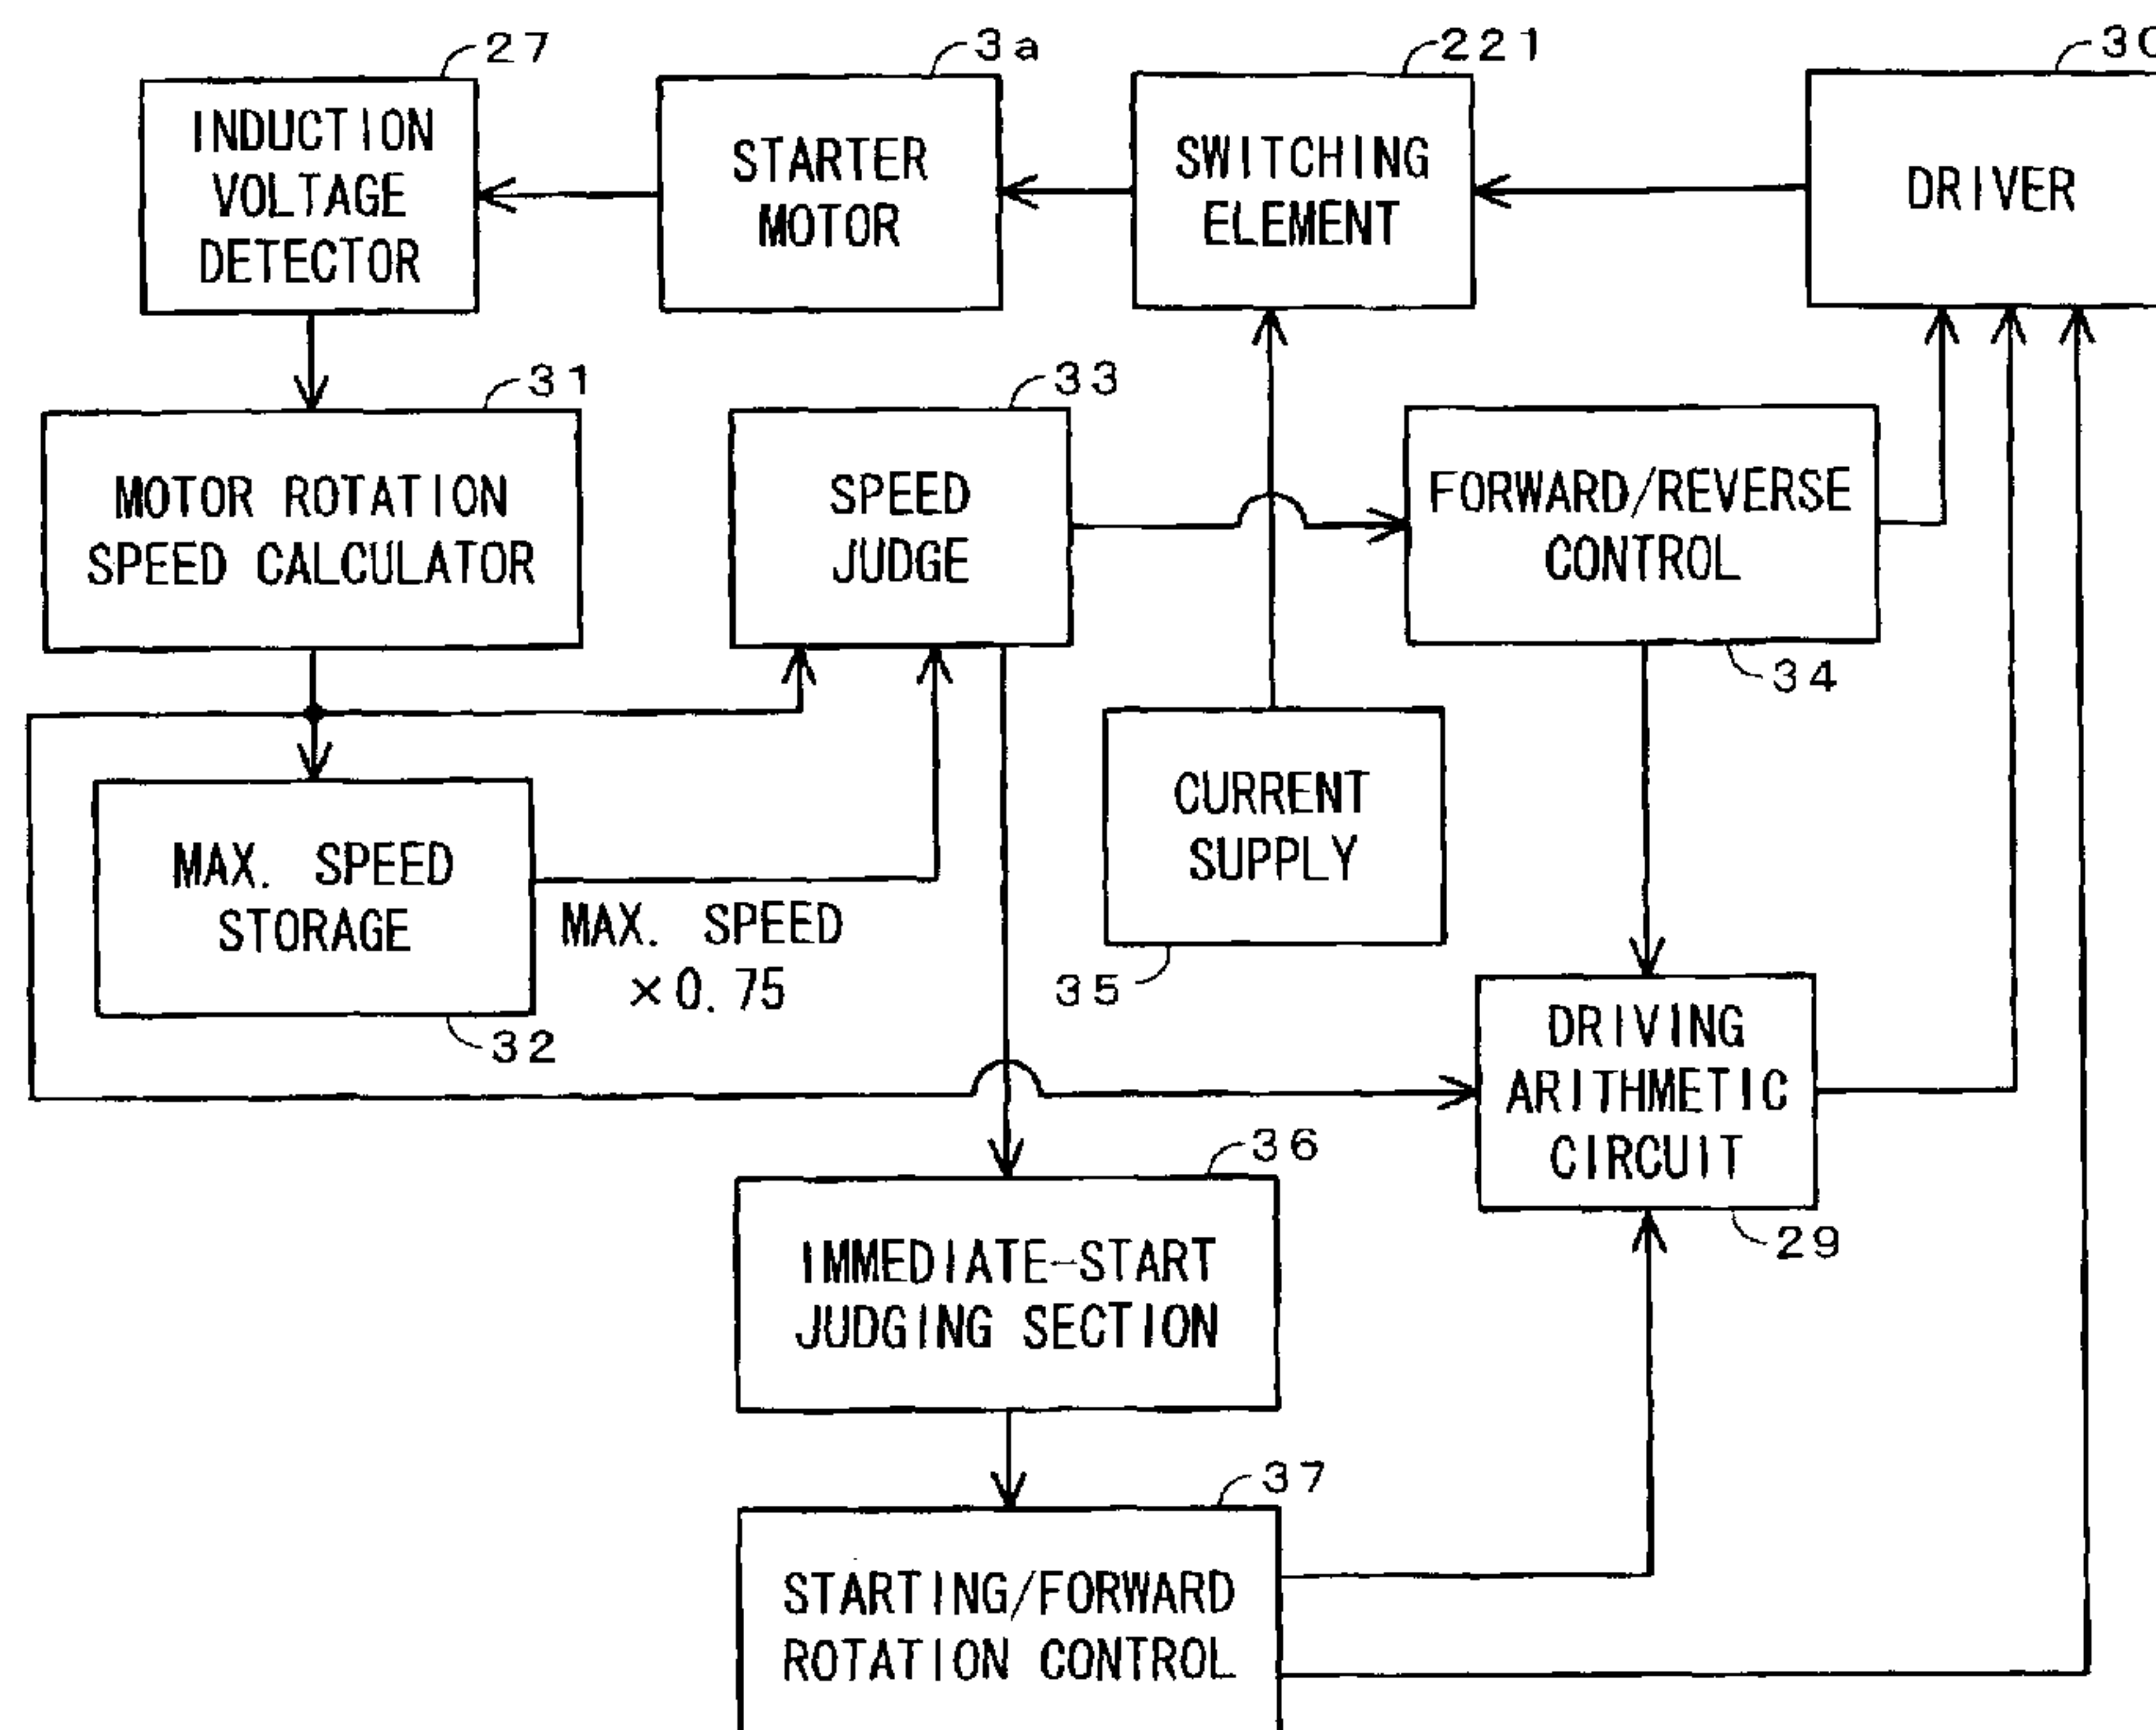 27
3a
221
INDUCTION
VOLTAGE
DETECTOR
STARTER
MOTOR
SWITCHING
ELEMENT
DRIVER
31
33
MOTOR ROTATION
SPEED CALCULATOR
SPEED
JUDGE
FORWARD/REVERSE
CONTROL
34
MAX. SPEED
STORAGE
MAX. SPEED
×0.75
32
CURRENT
SUPPLY
35
DRIVING
ARITHMETIC
CIRCUIT
29
36
IMMEDIATE-START
JUDGING SECTION
37
STARTING/FORWARD
ROTATION CONTROL